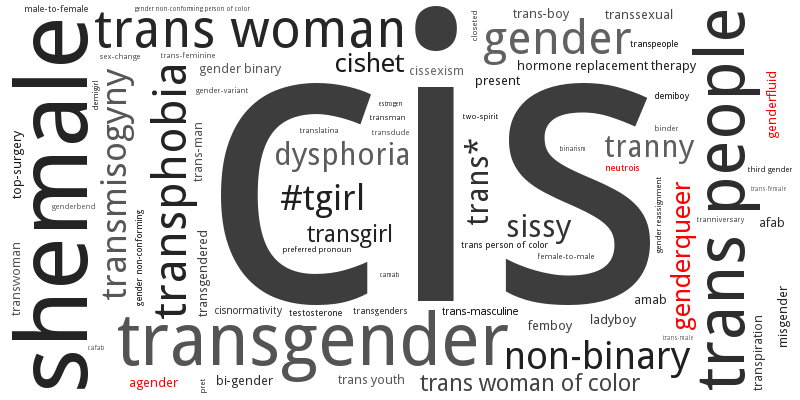 male-to-female
gender non-conforming person of color
trans woman
closeted
trans-boy
transsexual
gender
transpeople
sex-change
trans-feminine
cishet
gender binary
cissexism
hormone replacement therapy
present
shemale
demigirl
transmisogyny
transphobia
gender-variant
cis
estrogen
transman
transdude
two-spirit
demiboy
trans people
genderfluid
top-surgery
trans-man
translatina
dysphoria
binarism
binder
tranny
neutrois
third gender
trans-female
#tgirl
trans*
genderbend
gender non-conforming
transgirl
sissy
gender reassignment
genderqueer
tranniversary
afab
preferred pronoun
trans person of color
female-to-male
transwoman
transgendered
camab
amab
misgender
cisnormativity
testosterone
transgenders
trans-masculine
femboy
ladyboy
transgender
trans-male
transpiration
cafab
non-binary
agender
pret
bi-gender
trans youth
trans woman of color